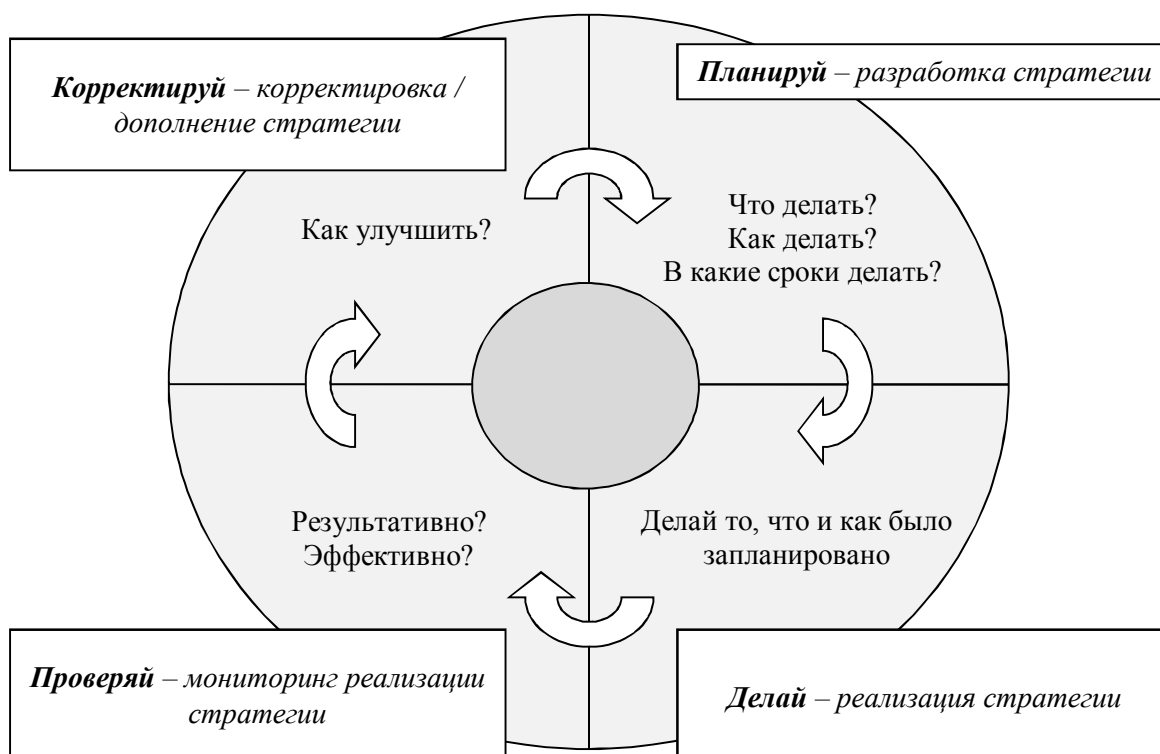 Корректируй – корректировка /
дополнение стратегии
Планируй – разработка стратегии
Как улучшить?
Что делать?
Как делать?
В какие сроки делать?
Результативно?
Эффективно?
Делай то, что и как было
запланировано
Проверяй – мониторинг реализации
стратегии
Делай – реализация стратегии